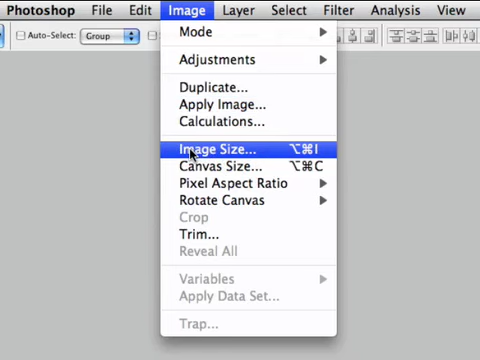 Photoshop File Edit Image Layer Select Filter Analysis View
Auto-Select: Group
Mode
Adjustments
Duplicate...
Apply Image...
Calculations...
Image Size... ⌥⌘I
Canvas Size... ⌥⌘C
Pixel Aspect Ratio
Rotate Canvas
Crop
Trim...
Reveal All
Variables
Apply Data Set...
Trap...